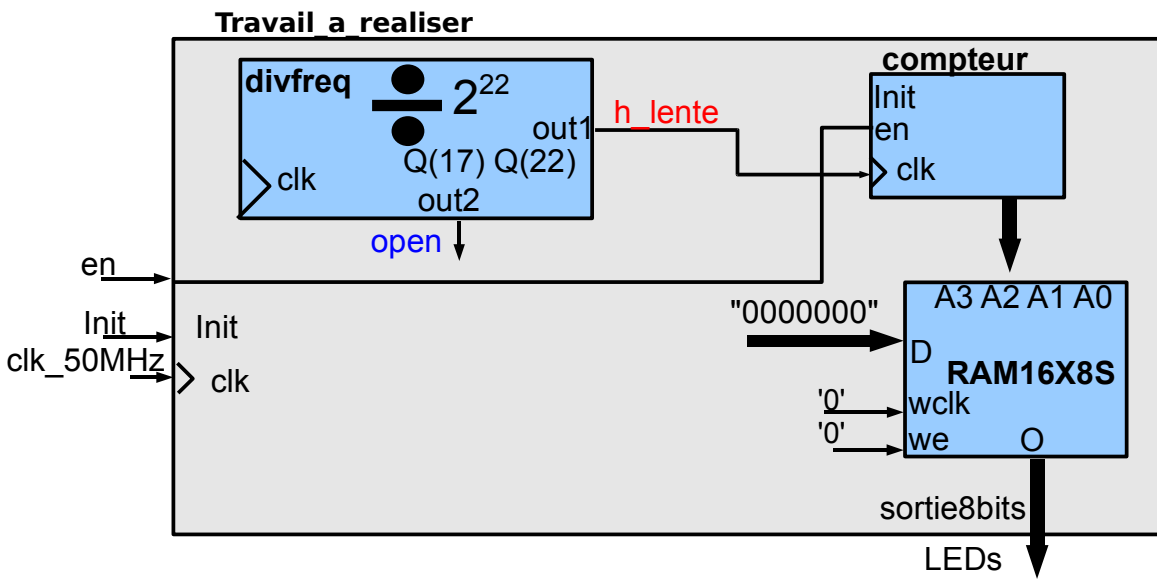 Travail_a_realiser
divfreq
2^22
out1
Q(17) Q(22)
clk
out2
open
h_lente
compteur
Init
en
clk
en
Init
Init
clk_50MHz
clk
"0000000"
A3 A2 A1 A0
D
RAM16X8S
'0'
wclk
'0'
we
O
sortie8bits
LEDs